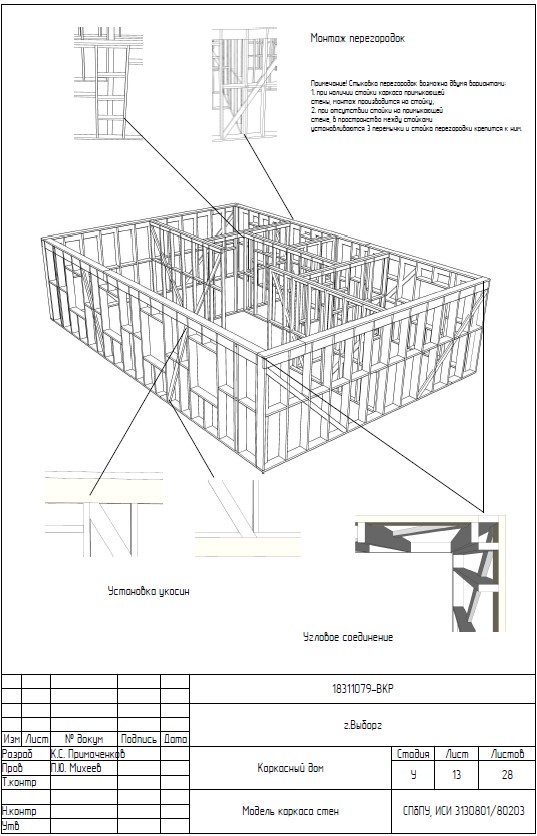 Монтаж перегородок
Примечание! Стыковка перегородок возможно двумя вариантами:
1. при наличии стойки каркаса примыкающей
стены, монтаж производится на стойку,
2. при отсутствии стойки на примыкающей
стене, в пространство между стойками
устанавливаются 3 перемычки и стойка перегородки крепится к ним.
Установка укосин
Угловое соединение
18311079-ВКР
г.Выборг
Изм Лист № докум Подпись Дата
Разраб К.С. Примаченков
Пров П.Ю. Михеев
Т.контр
Н.контр
Утв
Каркасный дом
Стадия Лист Листов
У 13 28
Модель каркаса стен
СПбПУ, ИСИ 3130801/80203